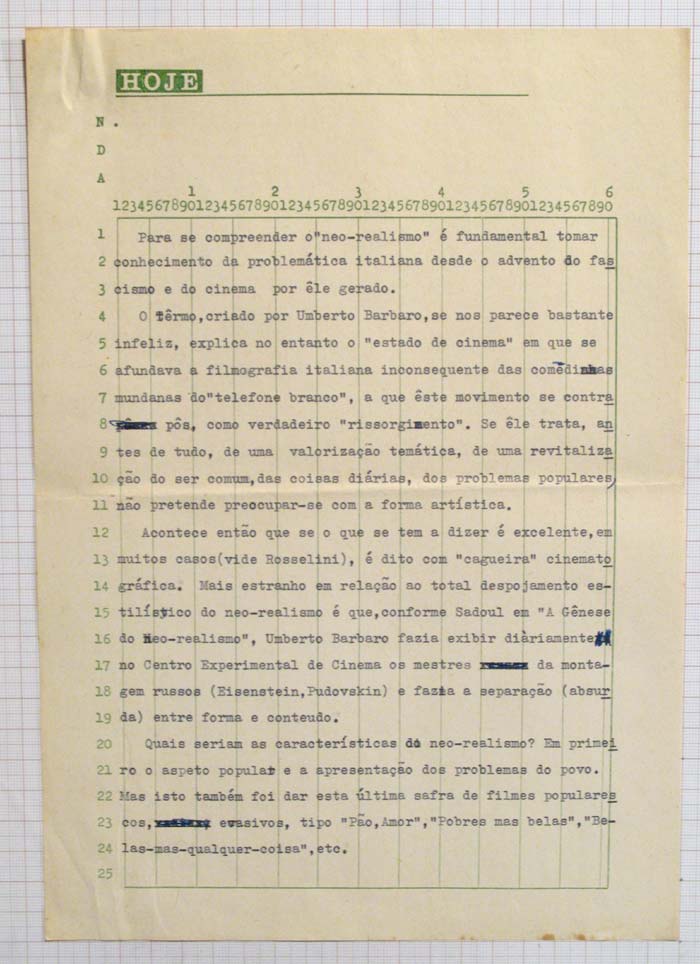 HOJE
N.
D
A
1 2 3 4 5 6
123456789012345678901234567890123456789012345678901234567890
1 Para se compreender o"neo-realismo" é fundamental tomar
2 conhecimento da problemática italiana desde o advento do fas
3 cismo e do cinema por êle gerado.
4 O têrmo,criado por Umberto Barbaro,se nos parece bastante
5 infeliz, explica no entanto o "estado de cinema" em que se
6 afundava a filmografia italiana inconsequente das comèdinhas
7 mundanas do"telefone branco", a que êste movimento se contra
8 pôs, como verdadeiro "rissorgimento". Se êle trata, an
9 tes de tudo, de uma valorização temática, de uma revitaliza
10 ção do ser comum,das coisas diárias, dos problemas populares,
11 não pretende preocupar-se com a forma artística.
12 Acontece então que se o que se tem a dizer é excelente,em
13 muitos casos(vide Rosselini), é dito com "cagueira" cinemato
14 gráfica. Mais estranho em relação ao total despojamento es-
15 tilístico do neo-realismo é que,conforme Sadoul em "A Gênese
16 do Neo-realismo", Umberto Barbaro fazia exibir diàriamente
17 no Centro Experimental de Cinema os mestres da monta-
18 gem russos (Eisenstein,Pudovskin) e fazia a separação (absur
19 da) entre forma e conteudo.
20 Quais seriam as características do neo-realismo? Em primei
21 ro o aspeto popular e a apresentação dos problemas do povo.
22 Mas isto também foi dar esta última safra de filmes populares
23 cos, evasivos, tipo "Pão,Amor","Pobres mas belas","Be-
24 las-mas-qualquer-coisa",etc.
25